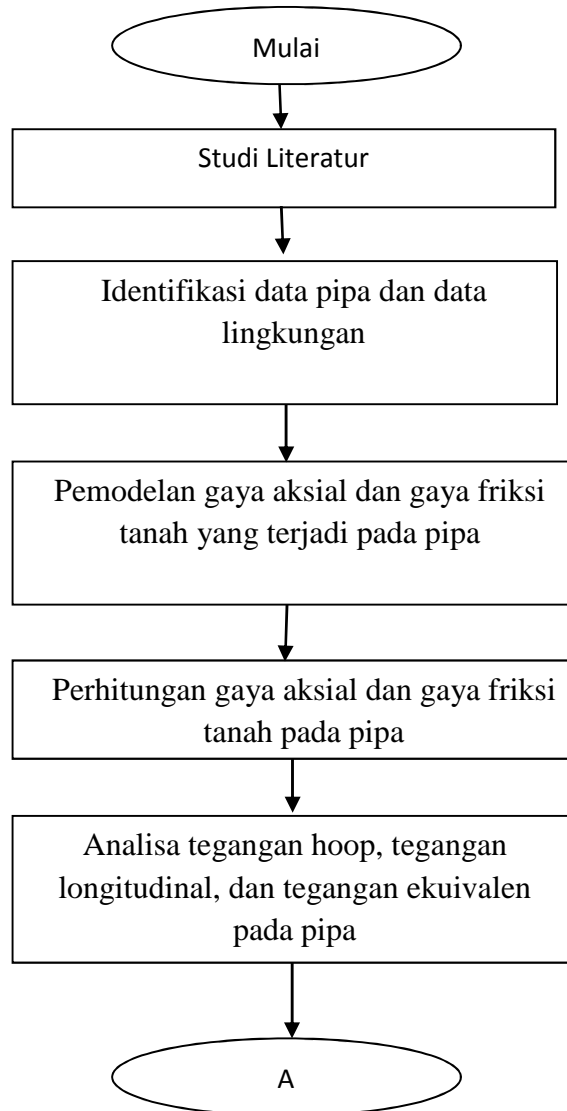 Mulai
Studi Literatur
Identifikasi data pipa dan data
lingkungan
Pemodelan gaya aksial dan gaya friksi
tanah yang terjadi pada pipa
Perhitungan gaya aksial dan gaya friksi
tanah pada pipa
Analisa tegangan hoop, tegangan
longitudinal, dan tegangan ekuivalen
pada pipa
A